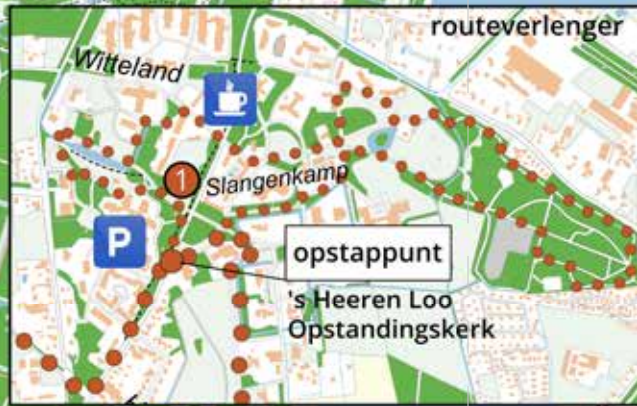 routeverlenger
Witteland
1
Slangenkamp
P
opstappunt
's Heeren Loo
Opstandingskerk